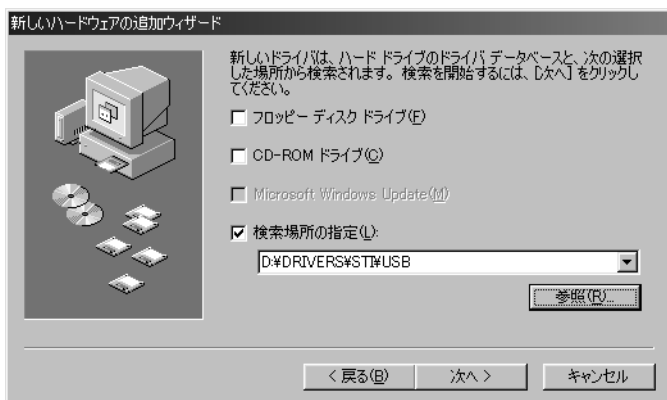 新しいハードウェアの追加ウィザード
新しいドライバは、ハード ドライブのドライバ データベースと、次の選択
した場所から検索されます。検索を開始するには、[次へ] をクリックし
てください。
フロッピー ディスク ドライブ(F)
CD-ROM ドライブ(C)
Microsoft Windows Update(M)
検索場所の指定(L):
D:¥DRIVERS¥STI¥USB
参照(R)...
< 戻る(B)
次へ >
キャンセル